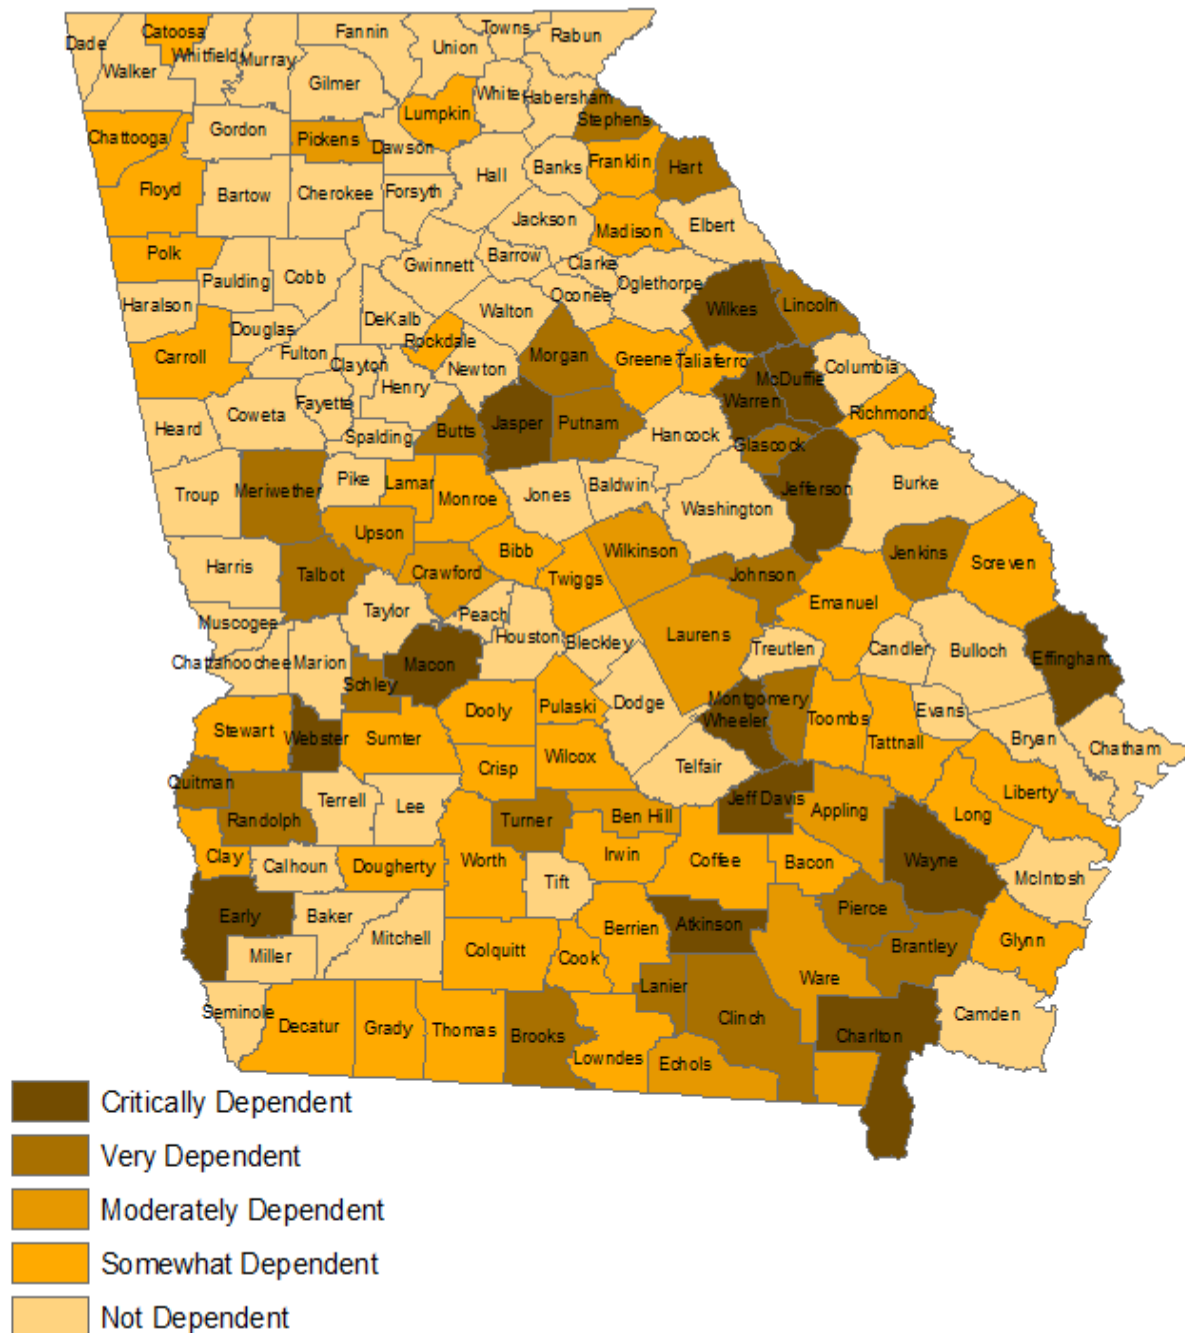 Dade
Catoosa
Whitfield
Walker
Murray
Fannin
Union
Towns
Rabun
Gilmer
White
Habersham
Stephens
Chattooga
Gordon
Pickens
Lumpkin
Dawson
Hall
Banks
Franklin
Hart
Floyd
Bartow
Cherokee
Forsyth
Jackson
Madison
Elbert
Polk
Paulding
Cobb
Gwinnett
Barrow
Clarke
Oglethorpe
Haralson
Douglas
Fulton
DeKalb
Rockdale
Walton
Oconee
Wilkes
Lincoln
Carroll
Clayton
Henry
Newton
Morgan
Greene
Taliaferro
McDuffie
Columbia
Heard
Coweta
Fayette
Spalding
Butts
Jasper
Putnam
Hancock
Warren
Glascock
Richmond
Troup
Meriwether
Pike
Lamar
Monroe
Jones
Baldwin
Washington
Jefferson
Burke
Harris
Talbot
Upson
Crawford
Bibb
Twiggs
Wilkinson
Johnson
Jenkins
Screven
Muscogee
Chattahoochee
Marion
Taylor
Peach
Houston
Bleckley
Laurens
Emanuel
Treutlen
Candler
Bulloch
Effingham
Schley
Macon
Stewart
Webster
Sumter
Dooly
Pulaski
Dodge
Montgomery
Wheeler
Toombs
Tattnall
Evans
Bryan
Chatham
Quitman
Randolph
Terrell
Lee
Crisp
Wilcox
Telfair
Jeff Davis
Appling
Long
Liberty
Clay
Calhoun
Dougherty
Worth
Turner
Ben Hill
Irwin
Coffee
Bacon
Wayne
McIntosh
Early
Baker
Miller
Mitchell
Tift
Colquitt
Cook
Berrien
Atkinson
Pierce
Brantley
Glynn
Seminole
Decatur
Grady
Thomas
Brooks
Lowndes
Lanier
Echols
Clinch
Ware
Charlton
Camden
Critically Dependent
Very Dependent
Moderately Dependent
Somewhat Dependent
Not Dependent